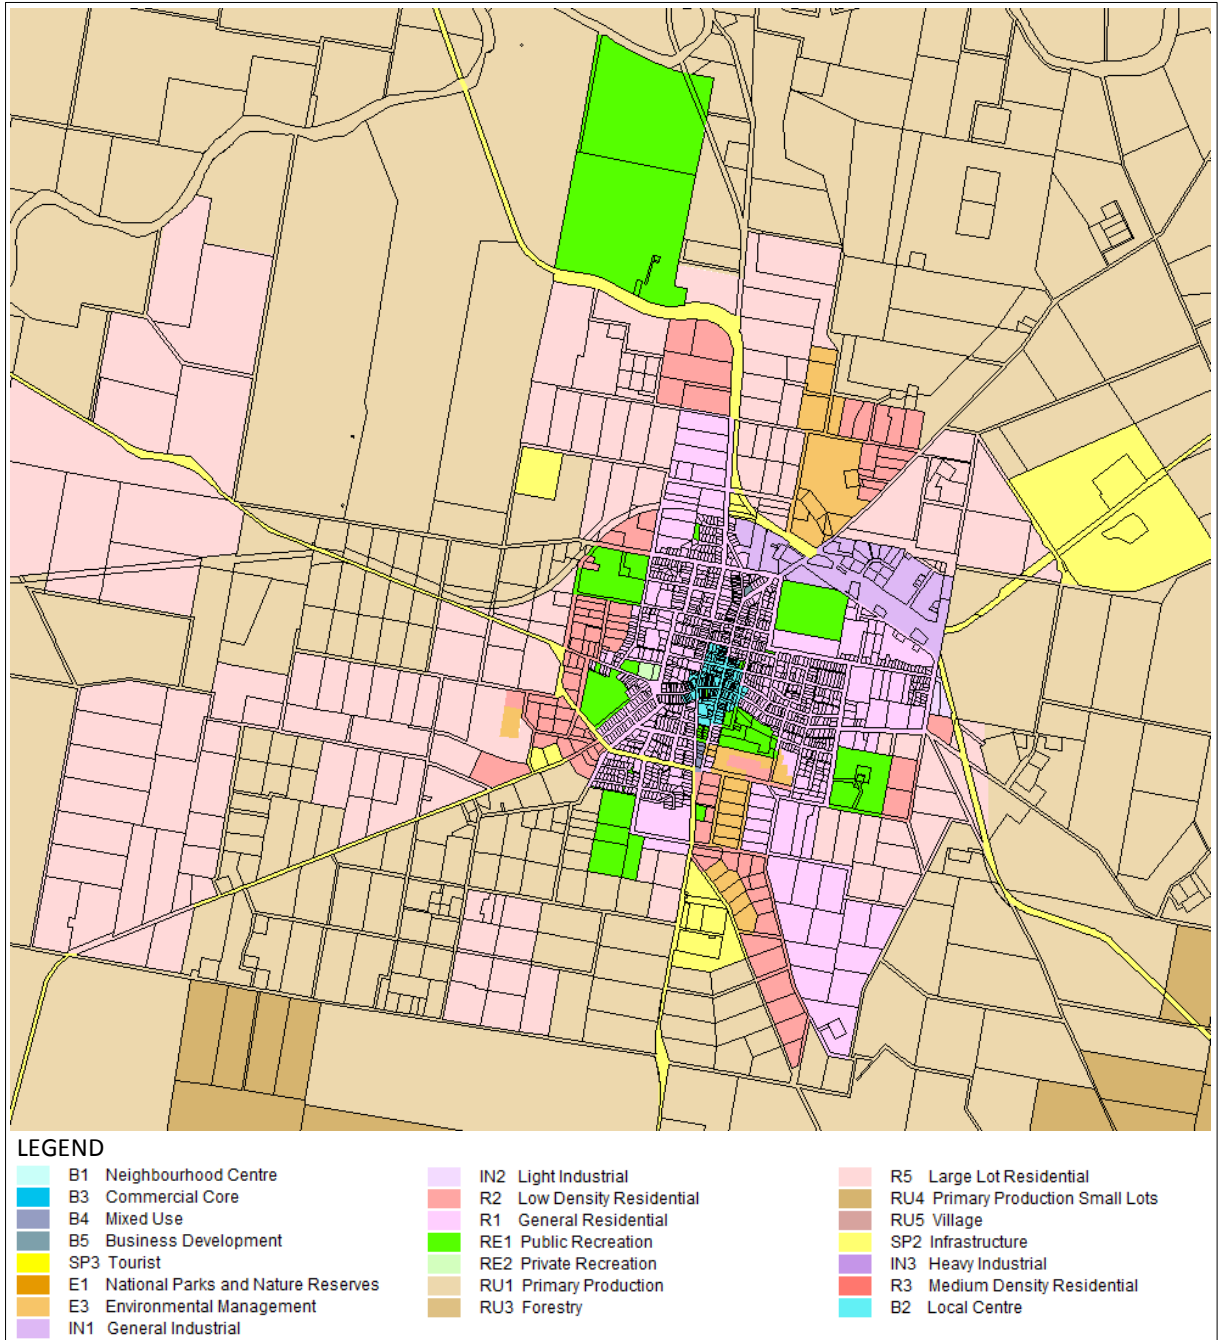 LEGEND
B1 Neighbourhood Centre
B3 Commercial Core
B4 Mixed Use
B5 Business Development
SP3 Tourist
E1 National Parks and Nature Reserves
E3 Environmental Management
IN1 General Industrial
IN2 Light Industrial
R2 Low Density Residential
R1 General Residential
RE1 Public Recreation
RE2 Private Recreation
RU1 Primary Production
RU3 Forestry
R5 Large Lot Residential
RU4 Primary Production Small Lots
RU5 Village
SP2 Infrastructure
IN3 Heavy Industrial
R3 Medium Density Residential
B2 Local Centre